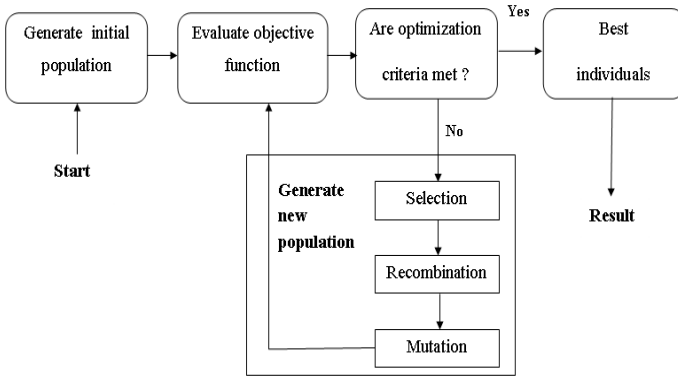 Generate initial
population
Evaluate objective
function
Are optimization
criteria met ?
Yes
Best
individuals
No
Start
Generate
new
population
Selection
Result
Recombination
Mutation